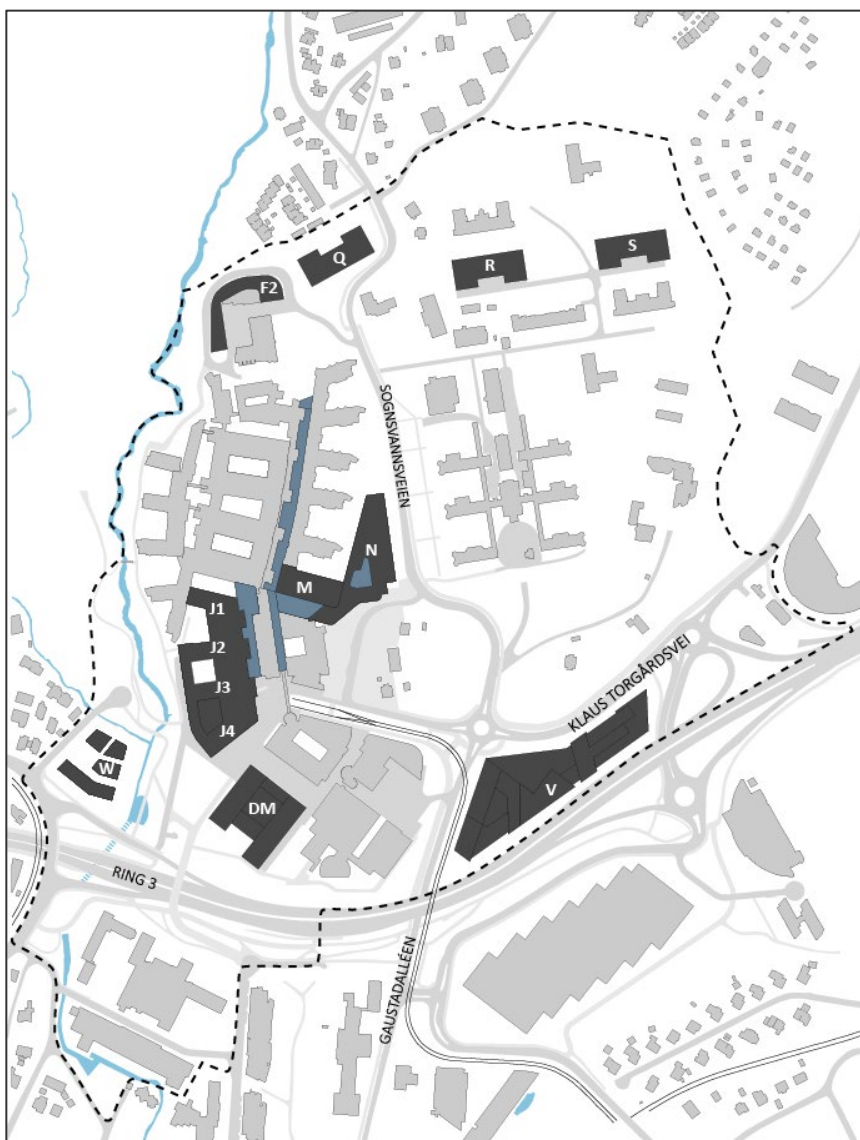 Q
R
S
F2
SOGNSVANNSVEIEN
N
M
J1
J2
J3
J4
KLAUS TORGÅRDSVEI
W
V
DM
RING 3
GAUSTADALLÉEN